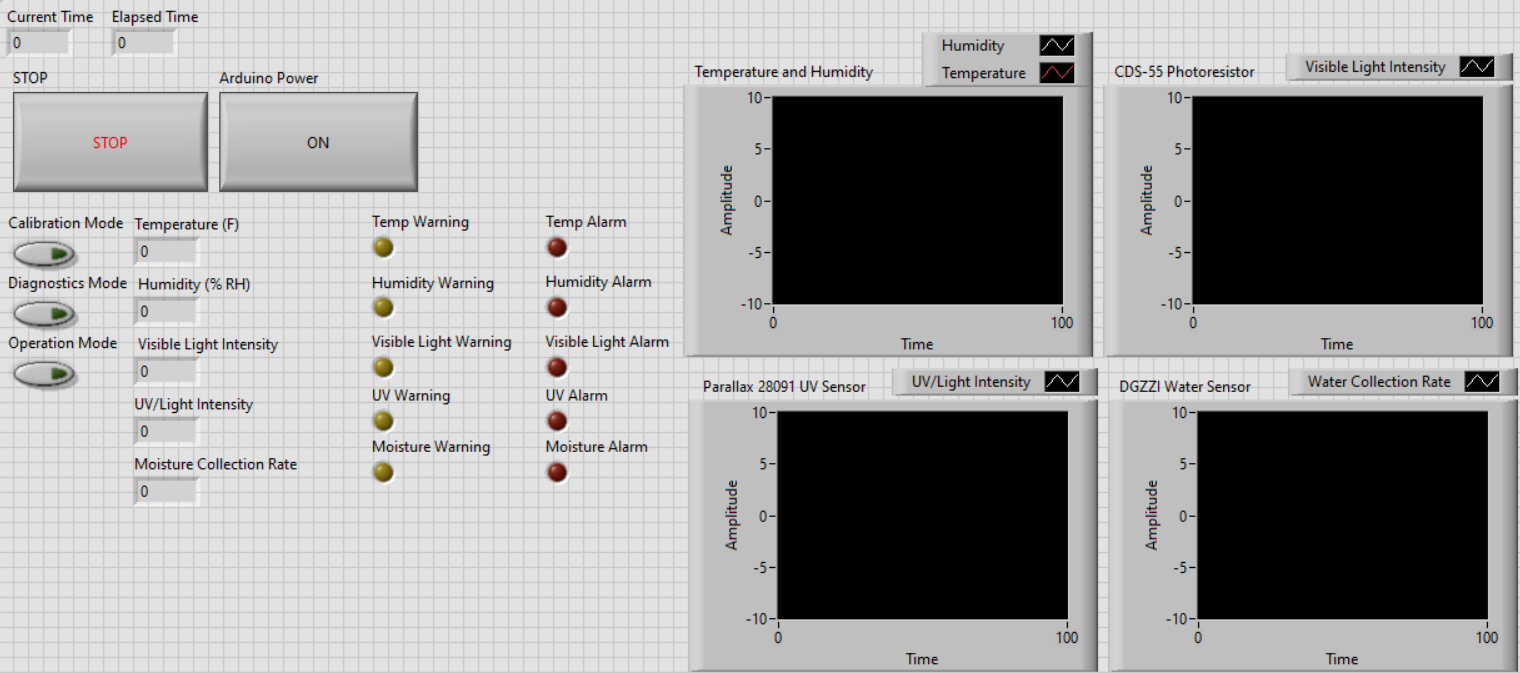 Current Time
Elapsed Time
0
0
STOP
Arduino Power
STOP
ON
Calibration Mode
Temperature (F)
0
Diagnostics Mode
Humidity (% RH)
0
Operation Mode
Visible Light Intensity
0
UV/Light Intensity
0
Moisture Collection Rate
0
Temp Warning
Temp Alarm
Humidity Warning
Humidity Alarm
Visible Light Warning
Visible Light Alarm
UV Warning
UV Alarm
Moisture Warning
Moisture Alarm
Temperature and Humidity
Humidity
Temperature
Amplitude
10
5
0
-5
-10
0
100
Time
CDS-55 Photoresistor
Visible Light Intensity
Amplitude
10
5
0
-5
-10
0
100
Time
Parallax 28091 UV Sensor
UV/Light Intensity
Amplitude
10
5
0
-5
-10
0
100
Time
DGZZI Water Sensor
Water Collection Rate
Amplitude
10
5
0
-5
-10
0
100
Time